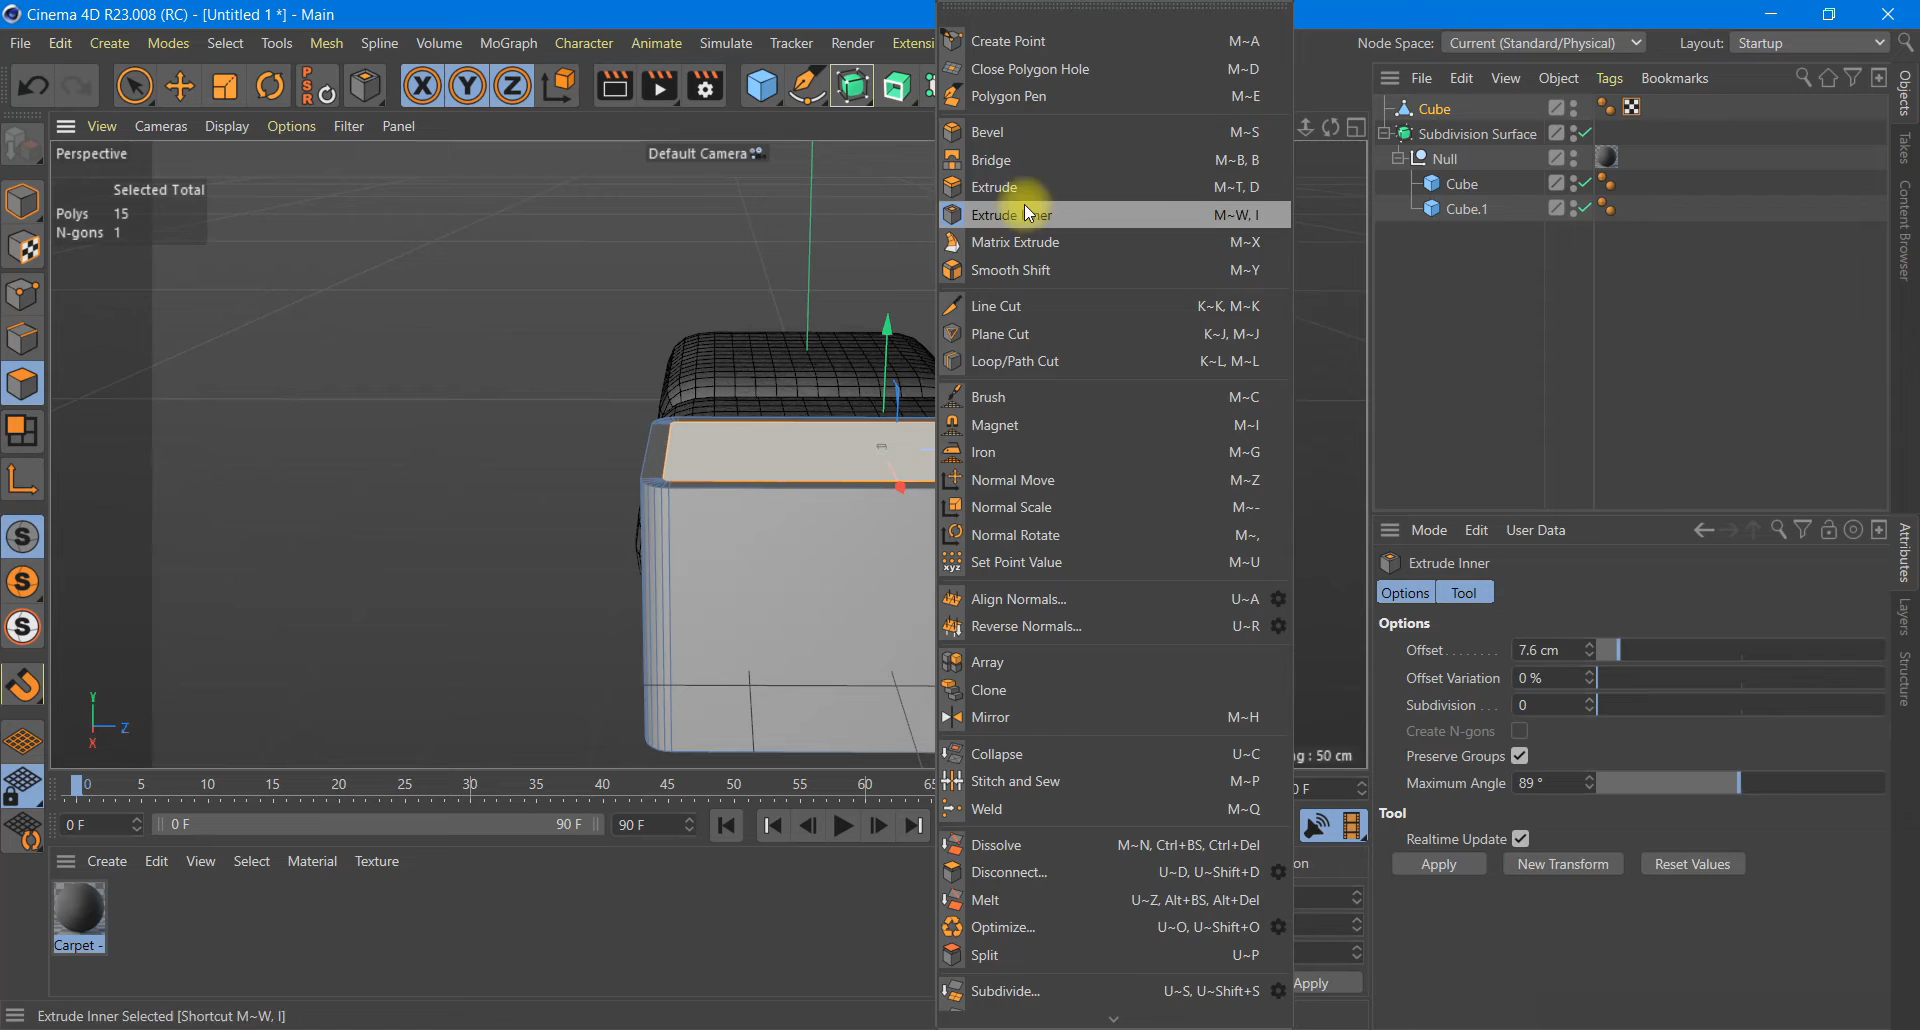 Cinema 4D R23.008 (RC) - [Untitled 1 *] - Main
File Edit Create Modes Select Tools Mesh Spline Volume MoGraph Character Animate Simulate Tracker Render Extensi
Node Space: Current (Standard/Physical) Layout: Startup
PSR
X Y Z
View Cameras Display Options Filter Panel
Perspective
Default Camera
Selected Total
Polys 15
N-gons 1
Create Point M~A
Close Polygon Hole M~D
Polygon Pen M~E
Bevel M~S
Bridge M~B, B
Extrude M~T, D
Extrude Inner M~W, I
Matrix Extrude M~X
Smooth Shift M~Y
Line Cut K~K, M~K
Plane Cut K~J, M~J
Loop/Path Cut K~L, M~L
Brush M~C
Magnet M~I
Iron M~G
Normal Move M~Z
Normal Scale M~-
Normal Rotate M~,
xyz Set Point Value M~U
Align Normals... U~A
Reverse Normals... U~R
Array
Clone
Mirror M~H
Collapse U~C
Stitch and Sew M~P
Weld M~Q
Dissolve M~N, Ctrl+BS, Ctrl+Del
Disconnect... U~D, U~Shift+D
Melt U~Z, Alt+BS, Alt+Del
Optimize... U~O, U~Shift+O
Split U~P
Subdivide... U~S, U~Shift+S
File Edit View Object Tags Bookmarks
Cube
Subdivision Surface
Null
Cube
Cube.1
Objects
Takes
Content Browser
Mode Edit User Data
Extrude Inner
Options Tool
Options
Offset........ 7.6 cm
Offset Variation 0 %
Subdivision ... 0
Create N-gons
Preserve Groups
Maximum Angle 89 °
Tool
Realtime Update
Apply New Transform Reset Values
Attributes
Layers
Structure
S
S
S
Y
Z
X
ng : 50 cm
0 5 10 15 20 25 30 35 40 45 50 55 60 65
0 F
0 F 0 F 90 F 90 F
Create Edit View Select Material Texture
on
Carpet -
Apply
Extrude Inner Selected [Shortcut M~W, I]